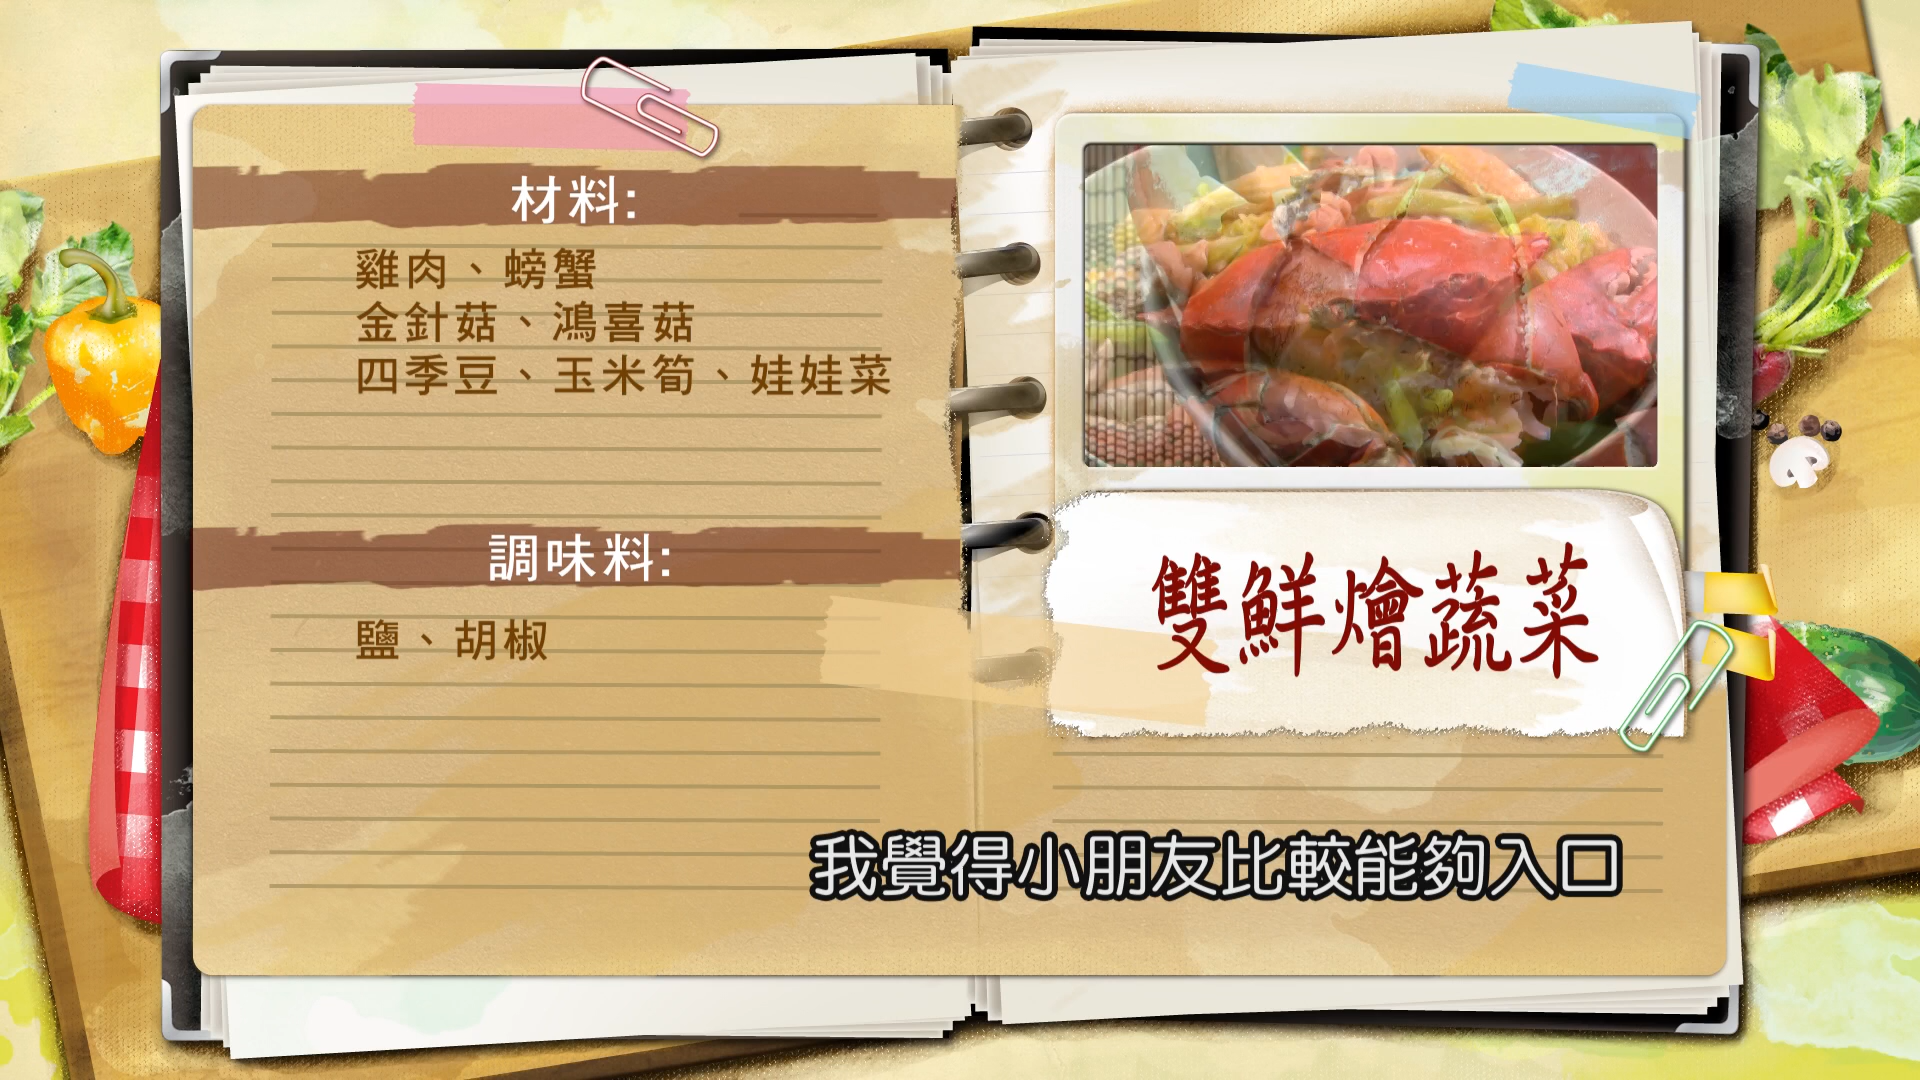 材料:
雞肉、螃蟹
金針菇、鴻喜菇
四季豆、玉米筍、娃娃菜
調味料:
鹽、胡椒
雙鮮燴蔬菜
我覺得小朋友比較能夠入口